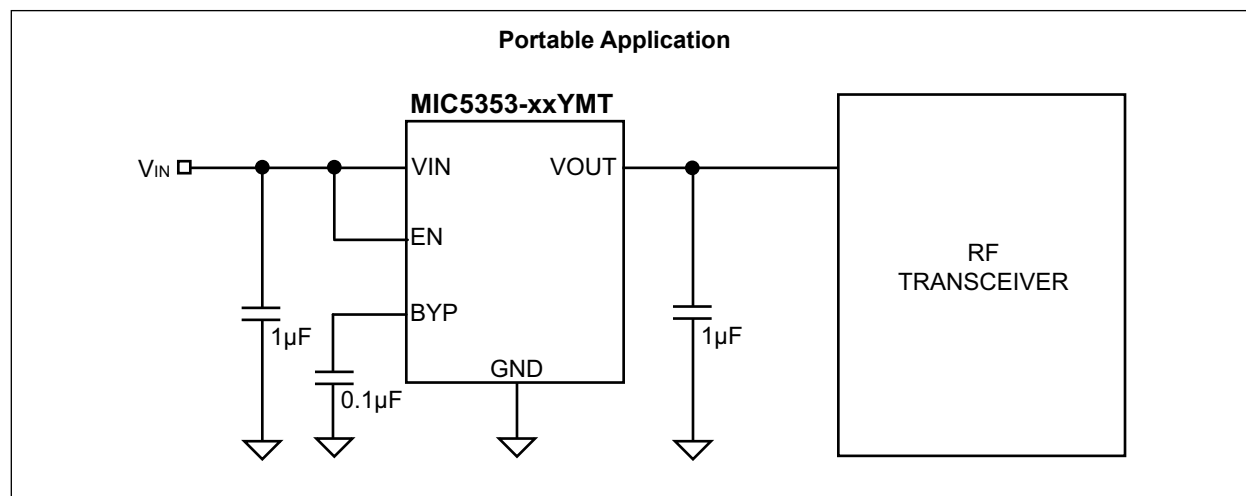 Portable Application
MIC5353-xxYMT
VIN
VIN
VOUT
EN
BYP
GND
1µF
0.1µF
1µF
RF
TRANSCEIVER